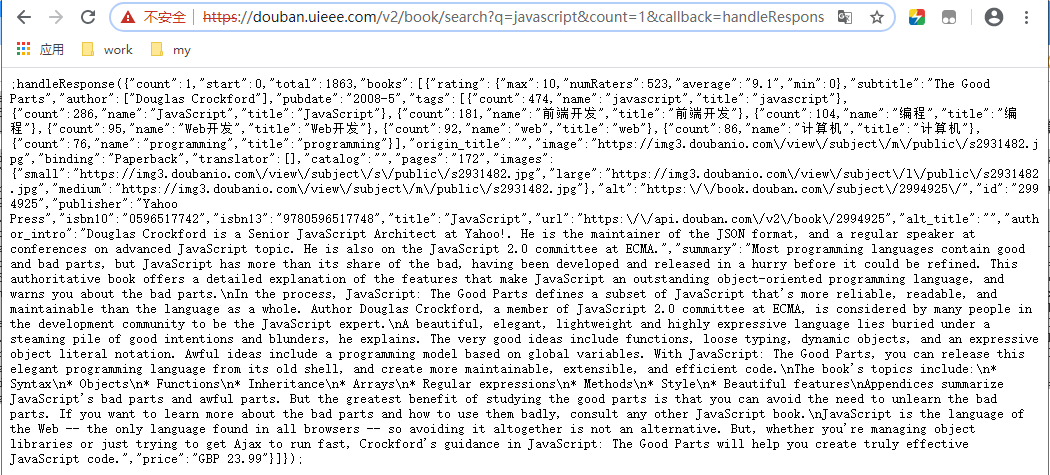 不安全 https://douban.uieee.com/v2/book/search?q=javascript&count=1&callback=handleRespons
应用 work my
;handleResponse({"count":1,"start":0,"total":1863,"books":[{"rating":{"max":10,"numRaters":523,"average":"9.1","min":0},"subtitle":"The Good
Parts","author":["Douglas Crockford"],"pubdate":"2008-5","tags":[{"count":474,"name":"javascript","title":"javascript"},
{"count":286,"name":"JavaScript","title":"JavaScript"},{"count":181,"name":"前端开发","title":"前端开发"},{"count":104,"name":"编程","title":"编
程"},{"count":95,"name":"Web开发","title":"Web开发"},{"count":92,"name":"web","title":"web"},{"count":86,"name":"计算机","title":"计算机"},
{"count":76,"name":"programming","title":"programming"}],"origin_title":"","image":"https:\/\/img3.doubanio.com\/view\/subject\/m\/public\/s2931482.j
pg","binding":"Paperback","translator":[],"catalog":"","pages":"172","images":
{"small":"https:\/\/img3.doubanio.com\/view\/subject\/s\/public\/s2931482.jpg","large":"https:\/\/img3.doubanio.com\/view\/subject\/l\/public\/s2931482
.jpg","medium":"https:\/\/img3.doubanio.com\/view\/subject\/m\/public\/s2931482.jpg"},"alt":"https:\/\/book.douban.com\/subject\/2994925\/","id":"299
4925","publisher":"Yahoo
Press","isbn10":"0596517742","isbn13":"9780596517748","title":"JavaScript","url":"https:\/\/api.douban.com\/v2\/book\/2994925","alt_title":"","auth
or_intro":"Douglas Crockford is a Senior JavaScript Architect at Yahoo!. He is the maintainer of the JSON format, and a regular speaker at
conferences on advanced JavaScript topic. He is also on the JavaScript 2.0 committee at ECMA.","summary":"Most programming languages contain good
and bad parts, but JavaScript has more than its share of the bad, having been developed and released in a hurry before it could be refined. This
authoritative book offers a detailed explanation of the features that make JavaScript an outstanding object-oriented programming language, and
warns you about the bad parts.\nIn the process, JavaScript: The Good Parts defines a subset of JavaScript that's more reliable, readable, and
maintainable than the language as a whole. Author Douglas Crockford, a member of JavaScript 2.0 committee at ECMA, is considered by many people in
the development community to be the JavaScript expert.\nA beautiful, elegant, lightweight and highly expressive language lies buried under a
steaming pile of good intentions and blunders, he explains. The very good ideas include functions, loose typing, dynamic objects, and an expressive
object literal notation. Awful ideas include a programming model based on global variables. With JavaScript: The Good Parts, you can release this
elegant programming language from its old shell, and create more maintainable, extensible, and efficient code.\nThe book's topics include:\n*
Syntax\n* Objects\n* Functions\n* Inheritance\n* Arrays\n* Regular expressions\n* Methods\n* Style\n* Beautiful features\nAppendices summarize
JavaScript's bad parts and awful parts. But the greatest benefit of studying the good parts is that you can avoid the need to unlearn the bad
parts. If you want to learn more about the bad parts and how to use them badly, consult any other JavaScript book.\nJavaScript is the language of
the Web -- the only language found in all browsers -- so avoiding it altogether is not an alternative. But, whether you're managing object
libraries or just trying to get Ajax to run fast, Crockford's guidance in JavaScript: The Good Parts will help you create truly effective
JavaScript code.","price":"GBP 23.99"}]});